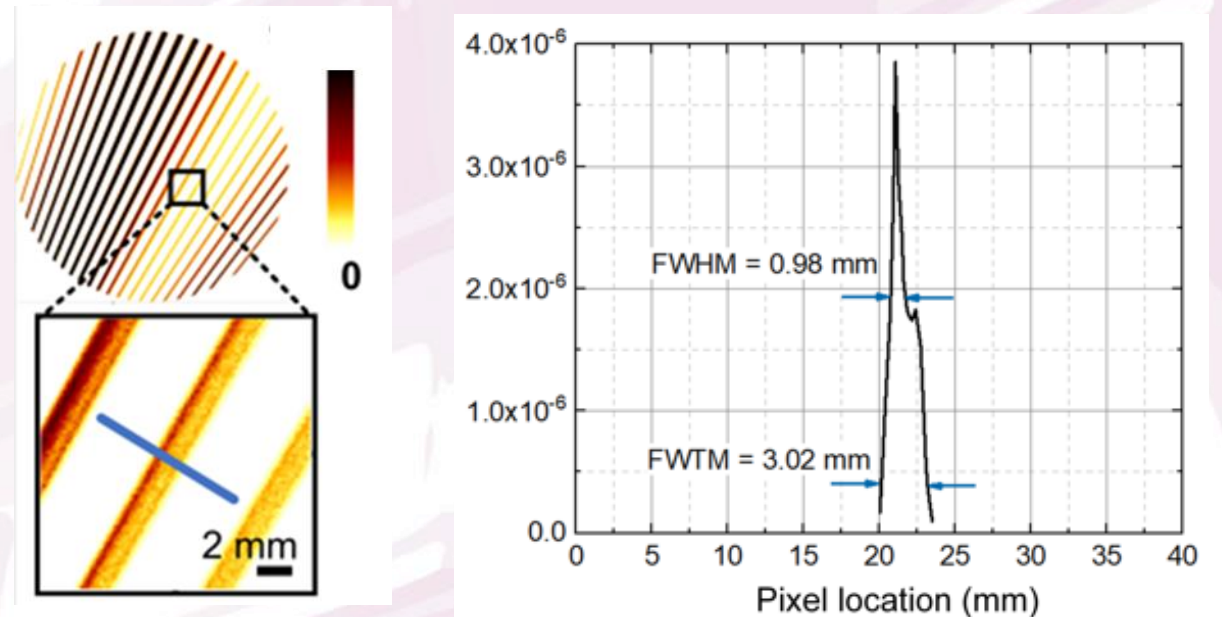 0
2 mm
4.0x10⁻⁶
3.0x10⁻⁶
2.0x10⁻⁶
1.0x10⁻⁶
0.0
FWHM = 0.98 mm
FWTM = 3.02 mm
0 5 10 15 20 25 30 35 40
Pixel location (mm)